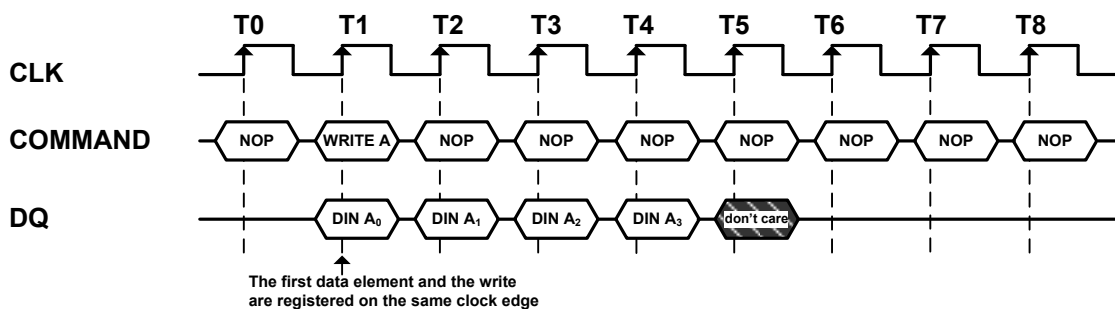 T0 T1 T2 T3 T4 T5 T6 T7 T8
CLK
COMMAND NOP WRITE A NOP NOP NOP NOP NOP NOP NOP
DQ DIN A₀ DIN A₁ DIN A₂ DIN A₃ don't care
The first data element and the write
are registered on the same clock edge